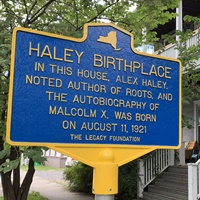 HALEY BIRTHPLACE
IN THIS HOUSE, ALEX HALEY,
NOTED AUTHOR OF ROOTS, AND
THE AUTOBIOGRAPHY OF
MALCOLM X, WAS BORN
ON AUGUST 11, 1921
THE LEGACY FOUNDATION